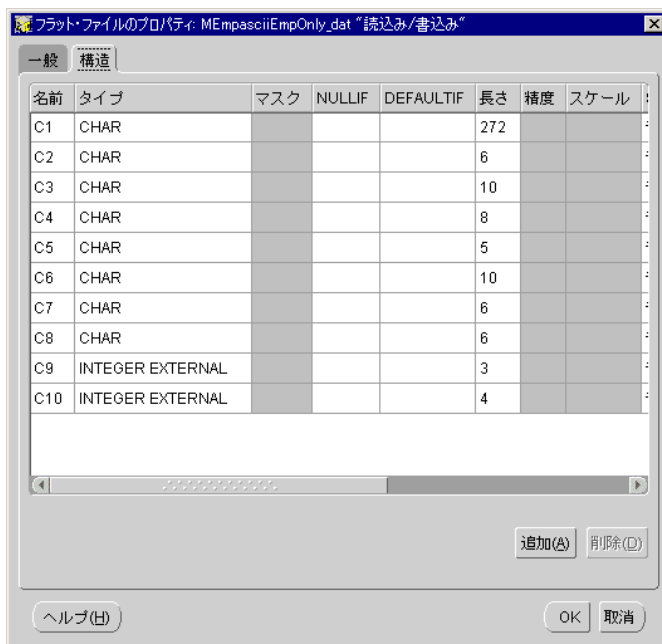 フラット・ファイルのプロパティ: MEmpasciiEmpOnly_dat "読込み/書込み"
一般 構造
名前 タイプ マスク NULLIF DEFAULTIF 長さ 精度 スケール
C1 CHAR 272
C2 CHAR 6
C3 CHAR 10
C4 CHAR 8
C5 CHAR 5
C6 CHAR 10
C7 CHAR 6
C8 CHAR 6
C9 INTEGER EXTERNAL 3
C10 INTEGER EXTERNAL 4
追加(A) 削除(D)
ヘルプ(H) OK 取消